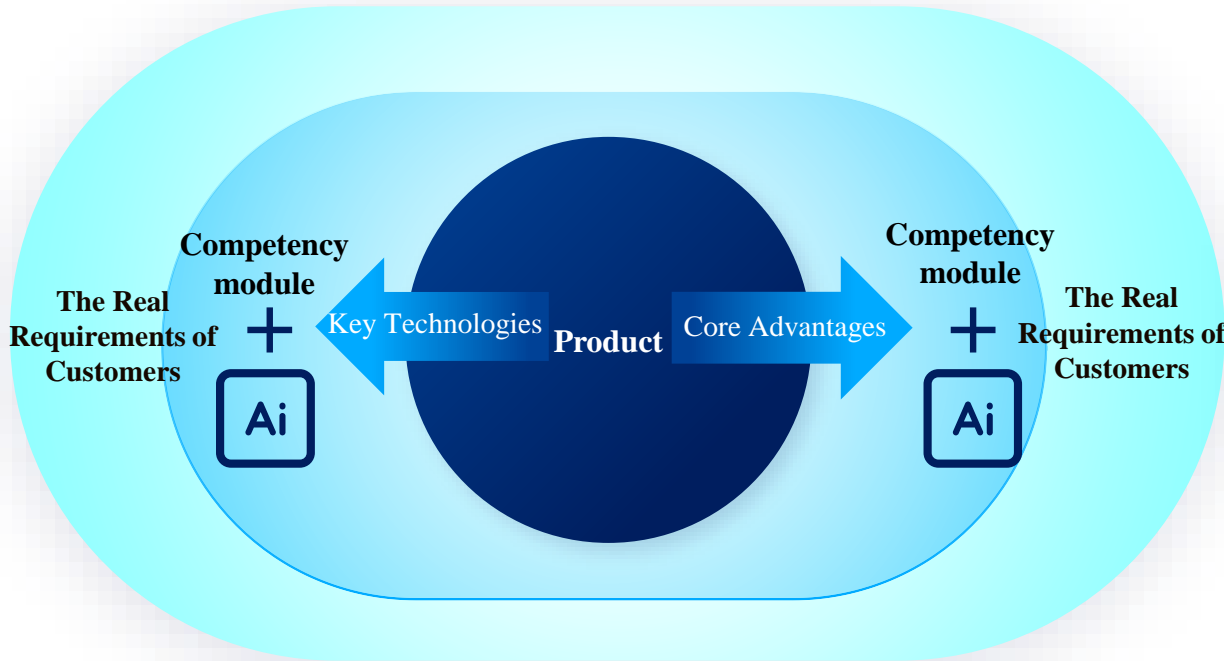 Competency
module
The Real
Requirements of
Customers
Ai
Key Technologies
Product
Core Advantages
Competency
module
The Real
Requirements of
Customers
Ai